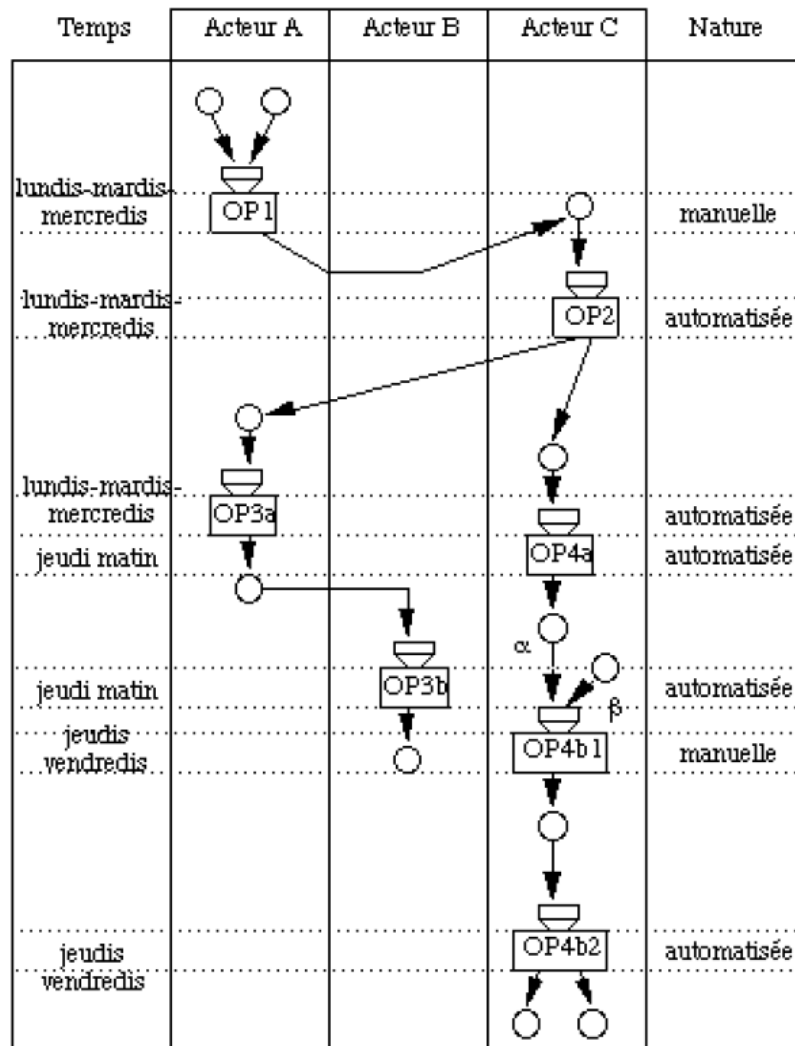 Temps Acteur A Acteur B Acteur C Nature
lundis-mardis-
mercredis OP1 manuelle
lundis-mardis-
mercredis OP2 automatisée
lundis-mardis-
mercredis OP3a automatisée
jeudi matin OP4a automatisée
α
jeudi matin OP3b automatisée
β
jeudis
vendredis OP4b1 manuelle
jeudis OP4b2 automatisée
vendredis